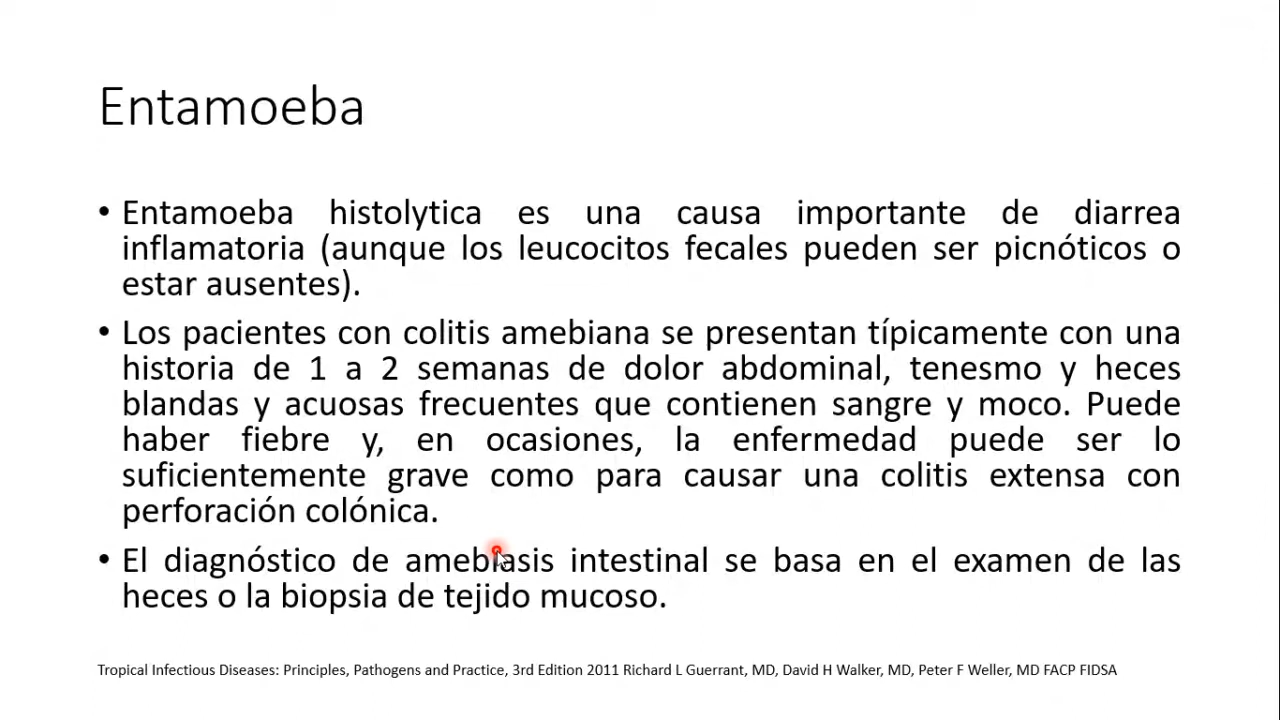 Entamoeba
• Entamoeba histolytica es una causa importante de diarrea
inflamatoria (aunque los leucocitos fecales pueden ser picnóticos o
estar ausentes).
• Los pacientes con colitis amebiana se presentan típicamente con una
historia de 1 a 2 semanas de dolor abdominal, tenesmo y heces
blandas y acuosas frecuentes que contienen sangre y moco. Puede
haber fiebre y, en ocasiones, la enfermedad puede ser lo
suficientemente grave como para causar una colitis extensa con
perforación colónica.
• El diagnóstico de amebiasis intestinal se basa en el examen de las
heces o la biopsia de tejido mucoso.
Tropical Infectious Diseases: Principles, Pathogens and Practice, 3rd Edition 2011 Richard L Guerrant, MD, David H Walker, MD, Peter F Weller, MD FACP FIDSA